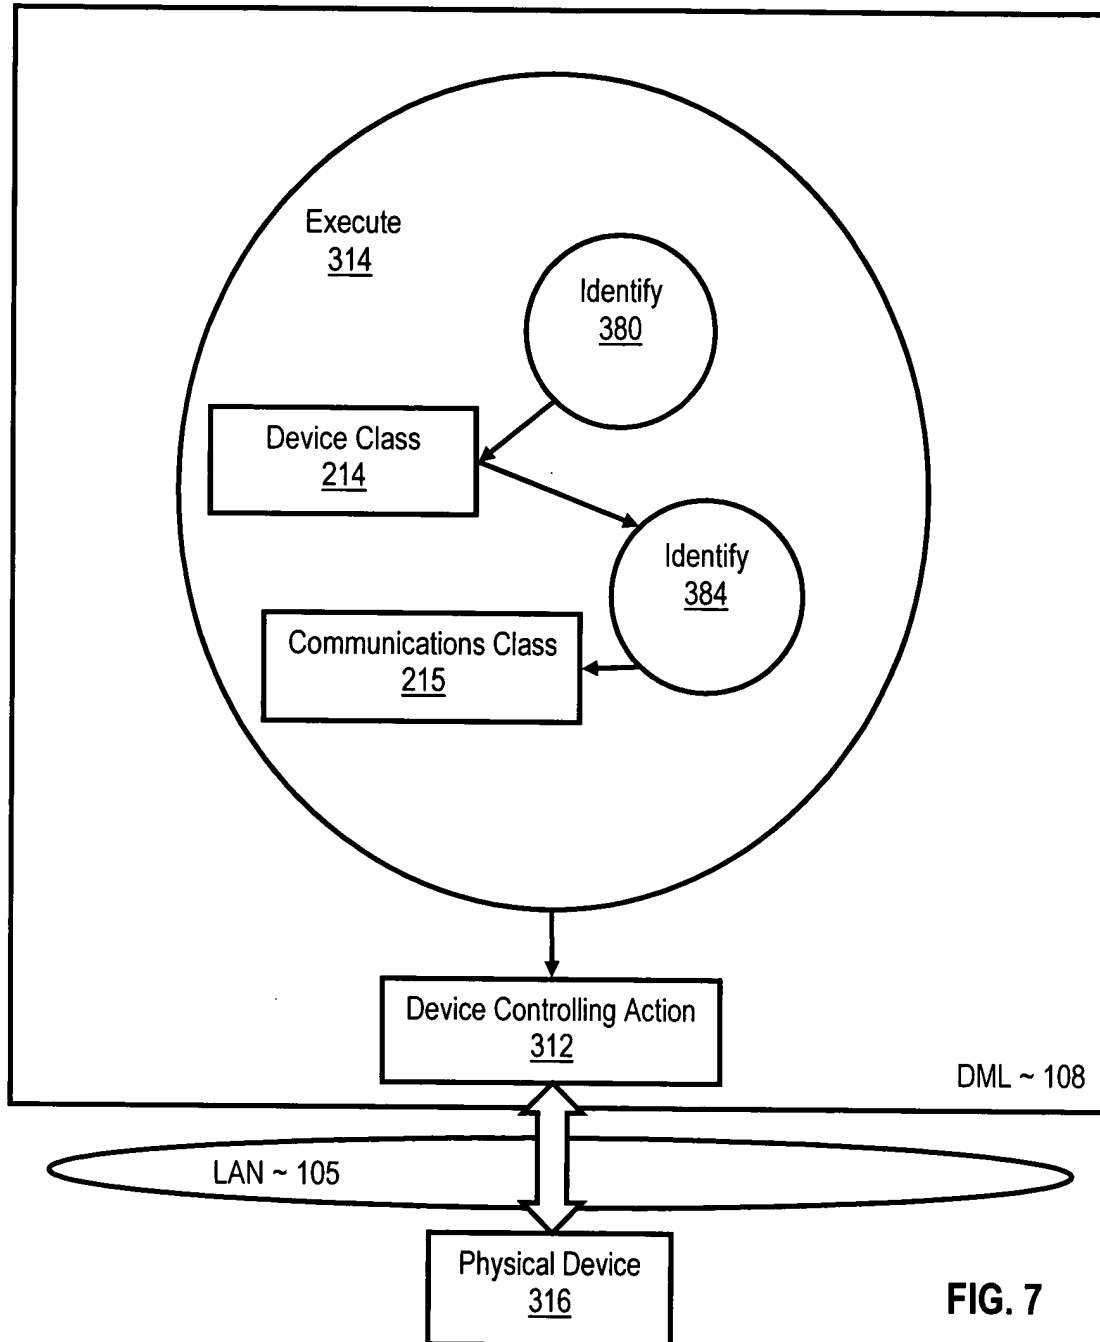 Execute
314
Identify
380
Device Class
214
Identify
384
Communications Class
215
Device Controlling Action
312
DML ~ 108
LAN ~ 105
Physical Device
316
FIG. 7